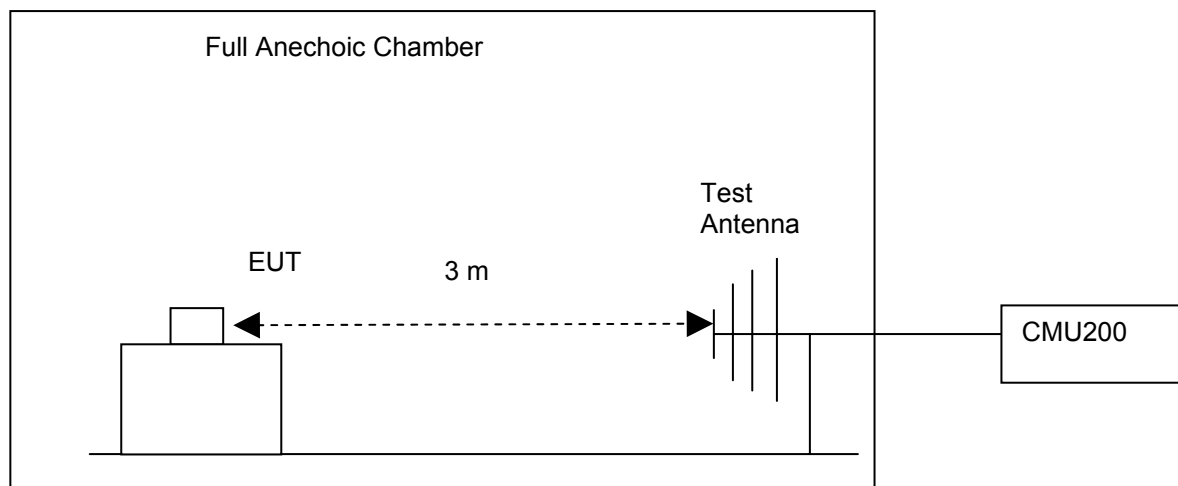 Full Anechoic Chamber
Test
Antenna
EUT
3 m
CMU200